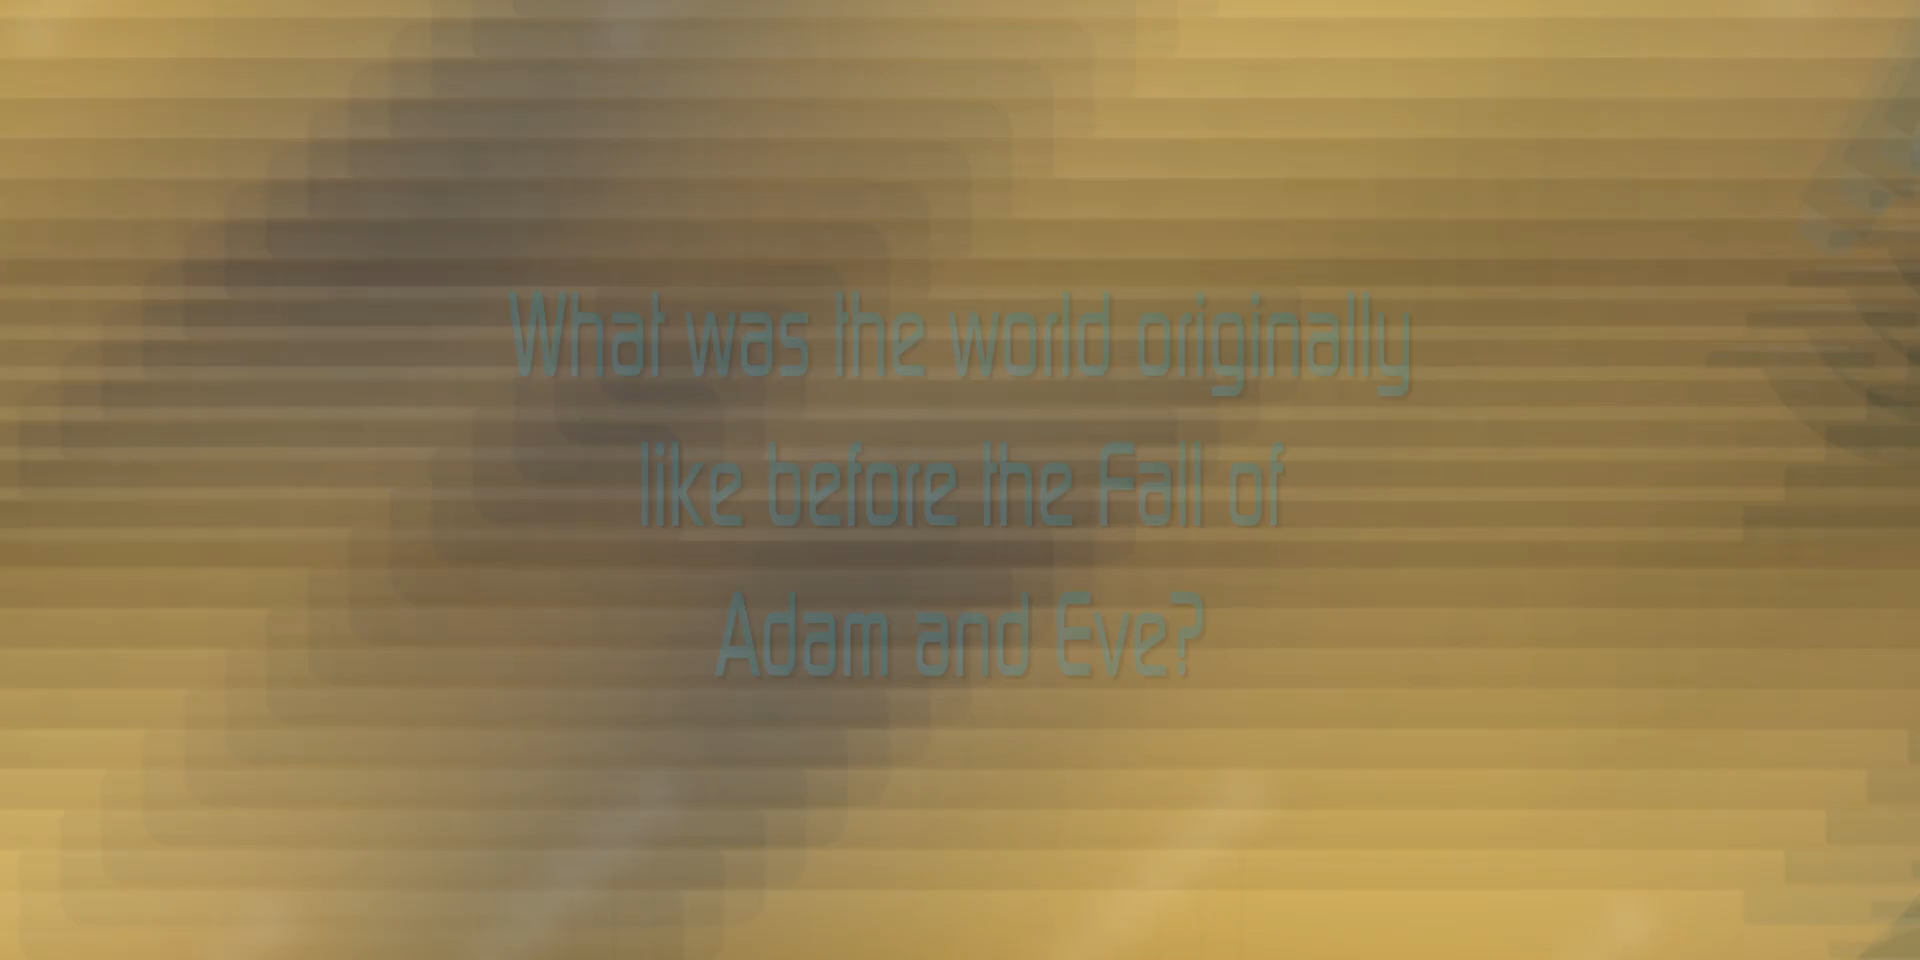 What was the world originally
like before the Fall of
Adam and Eve?